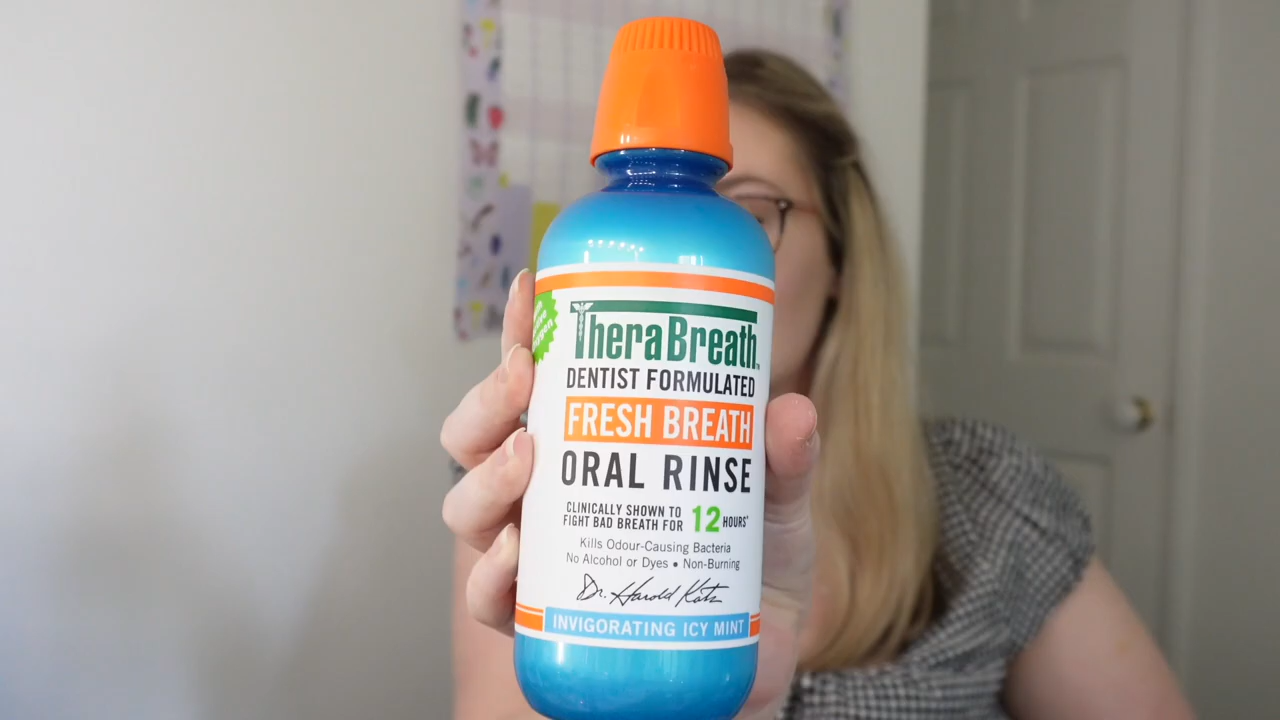 TheraBreath
DENTIST FORMULATED
FRESH BREATH
ORAL RINSE
CLINICALLY SHOWN TO
FIGHT BAD BREATH FOR 12 HOURS*
Kills Odour-Causing Bacteria
No Alcohol or Dyes • Non-Burning
Dr. Harold Katz
INVIGORATING ICY MINT